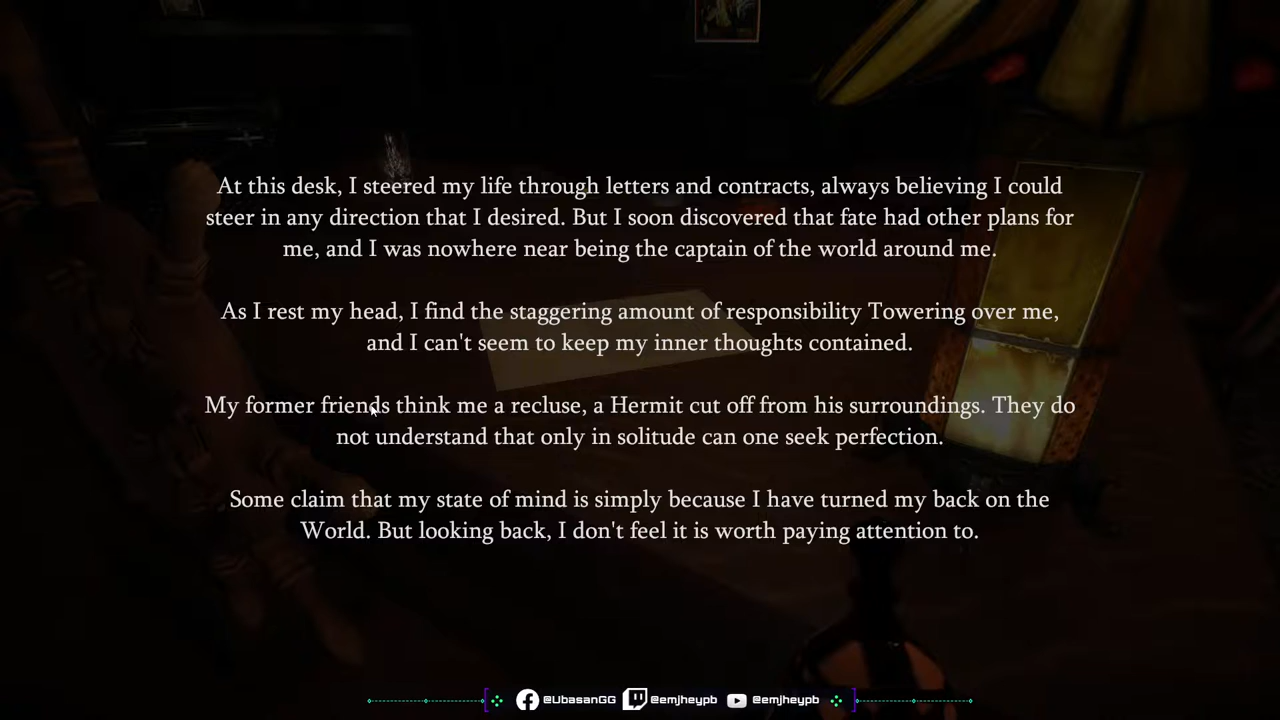 At this desk, I steered my life through letters and contracts, always believing I could
steer in any direction that I desired. But I soon discovered that fate had other plans for
me, and I was nowhere near being the captain of the world around me.
As I rest my head, I find the staggering amount of responsibility Towering over me,
and I can't seem to keep my inner thoughts contained.
My former friends think me a recluse, a Hermit cut off from his surroundings. They do
not understand that only in solitude can one seek perfection.
Some claim that my state of mind is simply because I have turned my back on the
World. But looking back, I don't feel it is worth paying attention to.
@UbasanGG @emjheypb @emjheypb